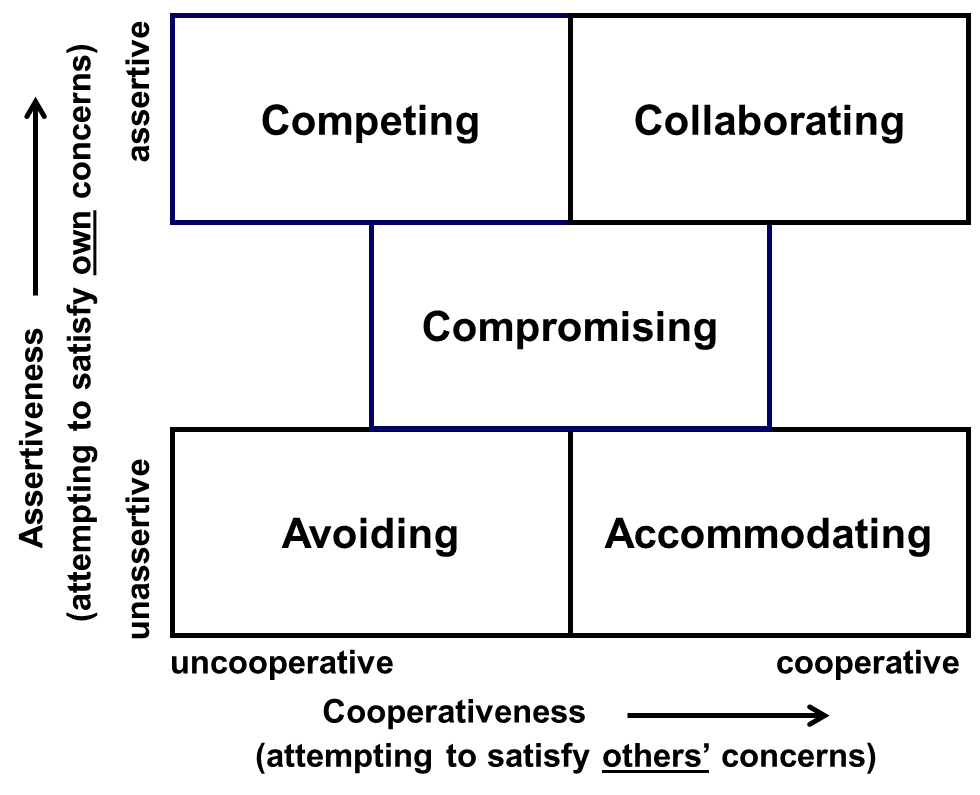 Assertiveness
(attempting to satisfy own concerns)
assertive
unassertive
Competing
Collaborating
Compromising
Avoiding
Accommodating
uncooperative
cooperative
Cooperativeness
(attempting to satisfy others’ concerns)